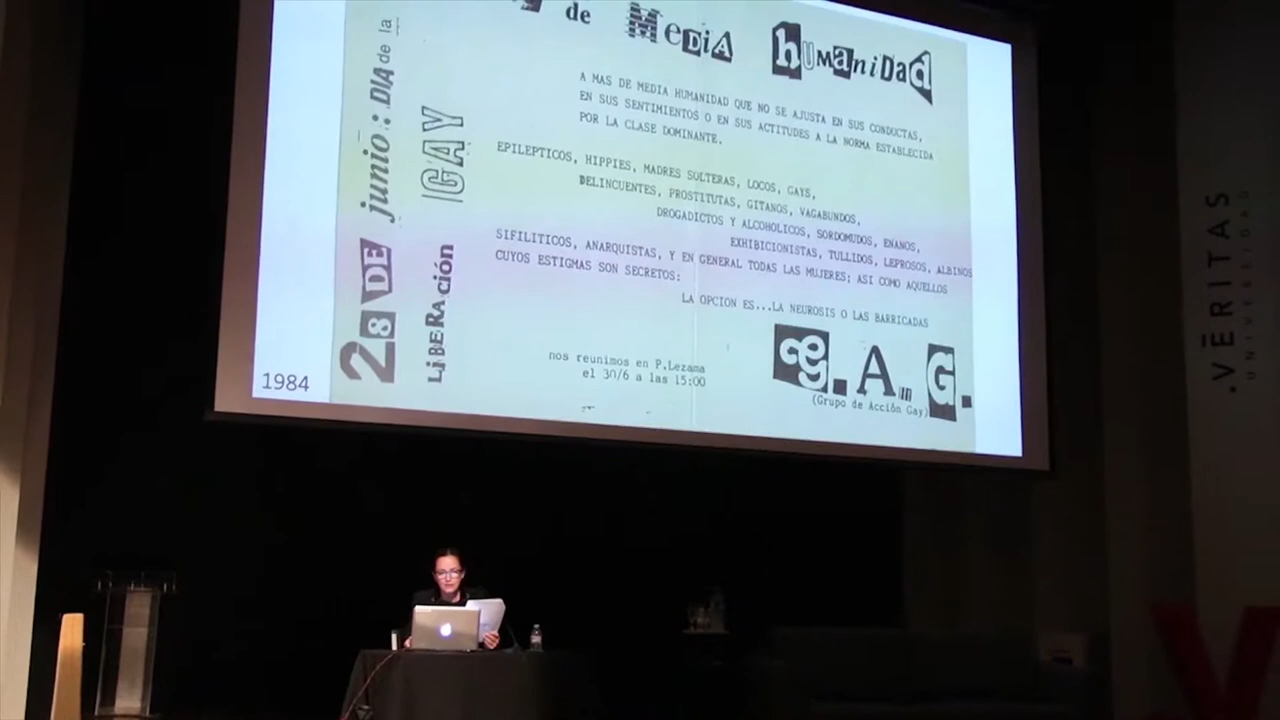 de MeDiA humaniDad
A MAS DE MEDIA HUMANIDAD QUE NO SE AJUSTA EN SUS CONDUCTAS,
EN SUS SENTIMIENTOS O EN SUS ACTITUDES A LA NORMA ESTABLECIDA
POR LA CLASE DOMINANTE.
EPILEPTICOS, HIPPIES, MADRES SOLTERAS, LOCOS, GAYS,
DELINCUENTES, PROSTITUTAS, GITANOS, VAGABUNDOS,
DROGADICTOS Y ALCOHOLICOS, SORDOMUDOS, ENANOS,
EXHIBICIONISTAS, TULLIDOS, LEPROSOS, ALBINOS
SIFILITICOS, ANARQUISTAS, Y EN GENERAL TODAS LAS MUJERES; ASI COMO AQUELLOS
CUYOS ESTIGMAS SON SECRETOS:
LA OPCION ES...LA NEUROSIS O LAS BARRICADAS
nos reunimos en P.Lezama
el 30/6 a las 15:00
G.A.G.
(Grupo de Acción Gay)
28 DE junio: DIA de la
LiBERAción GAY
1984
.VĒRITAS
UNIVERSIDAD